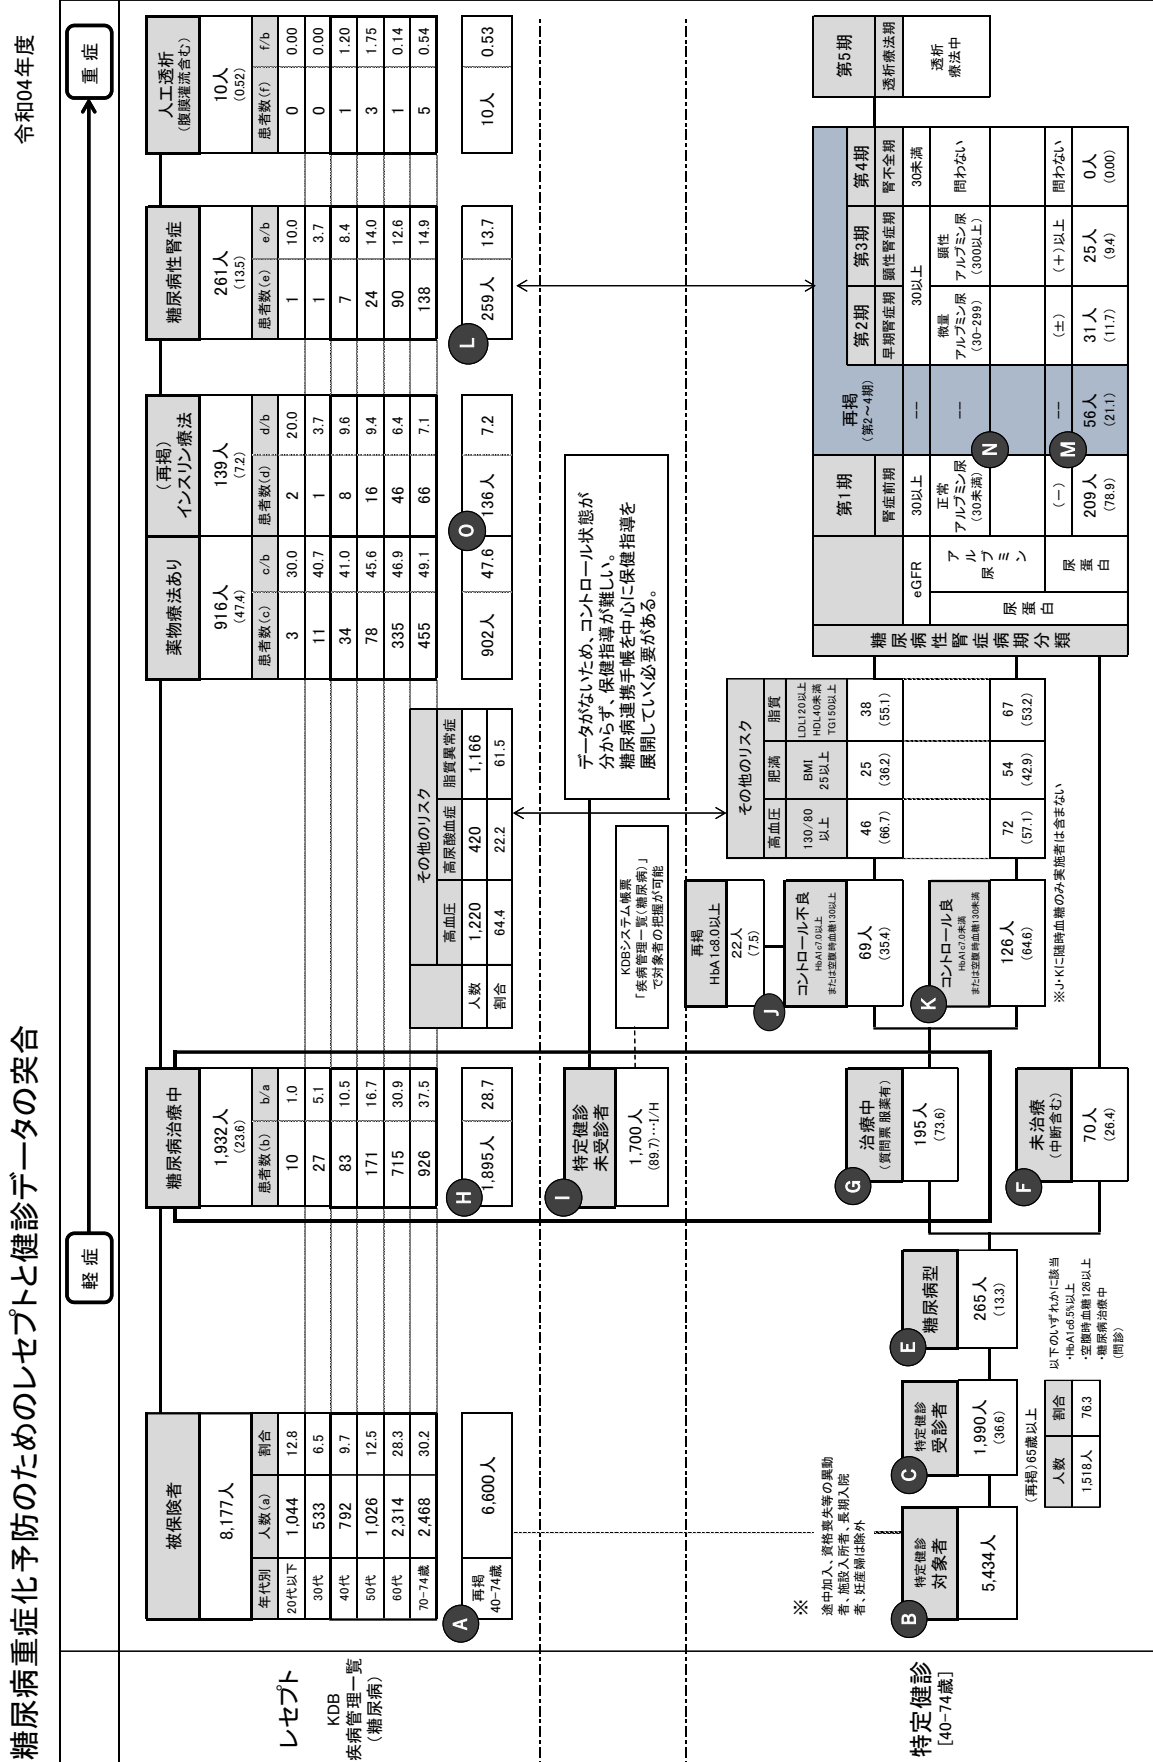 糖尿病重症化予防のためのレセプトと健診データの突合
令和04年度
軽症
重症
レセプト
KDB
疾病管理一覧
(糖尿病)
被保険者
8,177人
年代別 人数(a) 割合
20代以下 1,044 12.8
30代 533 6.5
40代 792 9.7
50代 1,026 12.5
60代 2,314 28.3
70-74歳 2,468 30.2
A
再掲
40-74歳
6,600人
糖尿病治療中
1,932人
(23.6)
患者数(b) b/a
10 1.0
27 5.1
83 10.5
171 16.7
715 30.9
926 37.5
H
1,895人 28.7
その他のリスク
高血圧 高尿酸血症 脂質異常症
人数 1,220 420 1,166
割合 64.4 22.2 61.5
薬物療法あり
916人
(47.4)
患者数(c) c/b
3 30.0
11 40.7
34 41.0
78 45.6
335 46.9
455 49.1
902人 47.6
(再掲)
インスリン療法
139人
(7.2)
患者数(d) d/b
2 20.0
1 3.7
8 9.6
16 9.4
46 6.4
66 7.1
O
136人 7.2
糖尿病性腎症
261人
(13.5)
患者数(e) e/b
1 10.0
1 3.7
7 8.4
24 14.0
90 12.6
138 14.9
L
259人 13.7
人工透析
(腹膜灌流含む)
10人
(0.52)
患者数(f) f/b
0 0.00
0 0.00
1 1.20
3 1.75
1 0.14
5 0.54
10人 0.53
I
特定健診
未受診者
1,700人
(89.7)…I/H
KDBシステム帳票
「疾病管理一覧(糖尿病)」
で対象者の把握が可能
データがないため、コントロール状態が
分からず、保健指導が難しい。
糖尿病連携手帳を中心に保健指導を
展開していく必要がある。
特定健診
[40-74歳]
※
途中加入、資格喪失等の異動
者、施設入所者、長期入院
者、妊産婦は除外
B
特定健診
対象者
5,434人
C
特定健診
受診者
1,990人
(36.6)
(再掲)65歳以上
人数 割合
1,518人 76.3
E
糖尿病型
265人
(13.3)
以下のいずれかに該当
・HbA1c6.5%以上
・空腹時血糖126以上
・糖尿病治療中
(問診)
G
治療中
(質問票 服薬有)
195人
(73.6)
F
未治療
(中断含む)
70人
(26.4)
再掲
HbA1c8.0以上
22人
(7.5)
J
コントロール不良
HbA1c7.0以上
または空腹時血糖130以上
69人
(35.4)
K
コントロール良
HbA1c7.0未満
または空腹時血糖130未満
126人
(64.6)
※J・Kに随時血糖のみ実施者は含まない
その他のリスク
高血圧 肥満 脂質
130/80
以上
BMI
25以上
LDL120以上
HDL40未満
TG150以上
46
(66.7)
25
(36.2)
38
(55.1)
72
(57.1)
54
(42.9)
67
(53.2)
糖尿病性腎症病期分類
eGFR
尿蛋白
尿アルブミン
尿蛋白
第1期
腎症前期
30以上
正常
アルブミン尿
(30未満)
(－)
209人
(78.9)
再掲
(第2～4期)
--
--
N
--
M
56人
(21.1)
第2期
早期腎症期
30以上
微量
アルブミン尿
(30-299)
(±)
31人
(11.7)
第3期
顕性腎症期
顕性
アルブミン尿
(300以上)
(＋)以上
25人
(9.4)
第4期
腎不全期
30未満
問わない
問わない
0人
(0.00)
第5期
透析療法期
透析
療法中